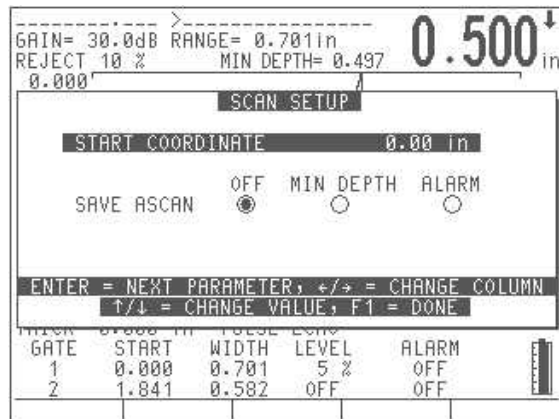 --------.--- >----------------
GAIN= 30.0dB RANGE= 0.701in 0.500 in
REJECT 10 % MIN DEPTH= 0.497
0.000
SCAN SETUP
START COORDINATE 0.00 in
OFF MIN DEPTH ALARM
SAVE ASCAN
ENTER = NEXT PARAMETER, ←/→ = CHANGE COLUMN
↑/↓ = CHANGE VALUE, F1 = DONE
GATE START WIDTH LEVEL ALARM
1 0.000 0.701 5 % OFF
2 1.841 0.582 OFF OFF